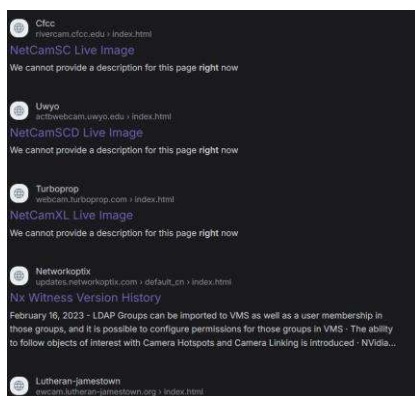 Cfcc
rivercam.cfcc.edu › index.html
NetCamSC Live Image
We cannot provide a description for this page right now
Uwyo
actbwebcam.uwyo.edu › index.html
NetCamSCD Live Image
We cannot provide a description for this page right now
Turboprop
webcam.turboprop.com › index.html
NetCamXL Live Image
We cannot provide a description for this page right now
Networkoptix
updates.networkoptix.com › default_cn › index.html
Nx Witness Version History
February 16, 2023 - LDAP Groups can be imported to VMS as well as a user membership in
those groups, and it is possible to configure permissions for those groups in VMS · The ability
to follow objects of interest with Camera Hotspots and Camera Linking is introduced · NVidia...
Lutheran-jamestown
ewcam.lutheran-jamestown.org › index.html